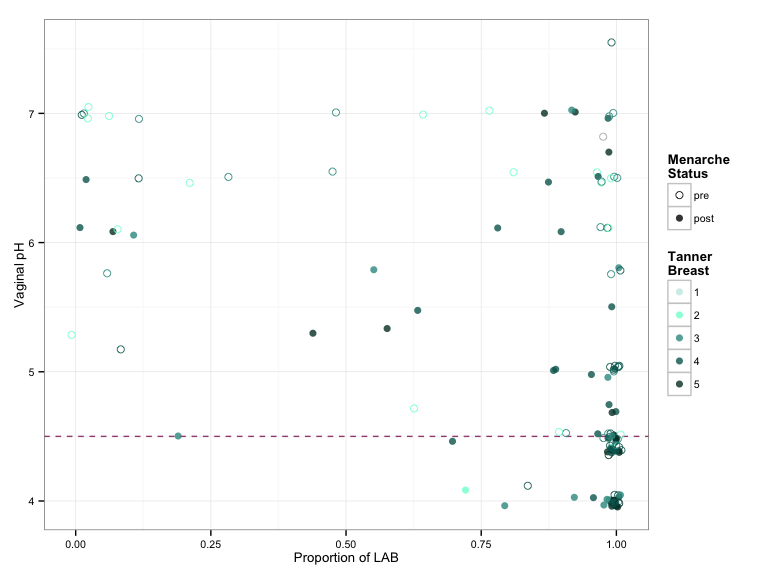 7
6
5
4
Vaginal pH
0.00
0.25
0.50
0.75
1.00
Proportion of LAB
Menarche
Status
pre
post
Tanner
Breast
1
2
3
4
5